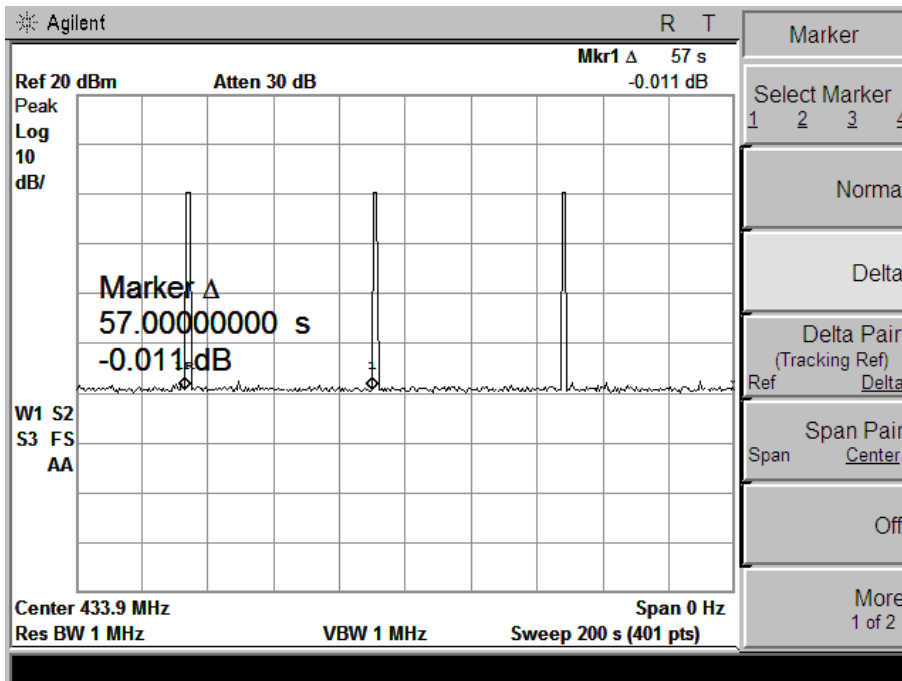 Agilent R T
Mkr1 Δ 57 s
Ref 20 dBm Atten 30 dB -0.011 dB
Peak
Log
10
dB/
Marker Δ
57.00000000 s
-0.011 dB
1
W1 S2
S3 FS
AA
Center 433.9 MHz Span 0 Hz
Res BW 1 MHz VBW 1 MHz Sweep 200 s (401 pts)
Marker
Select Marker
1 2 3 4
Norma
Delta
Delta Pair
(Tracking Ref)
Ref Delta
Span Pair
Span Center
Off
More
1 of 2